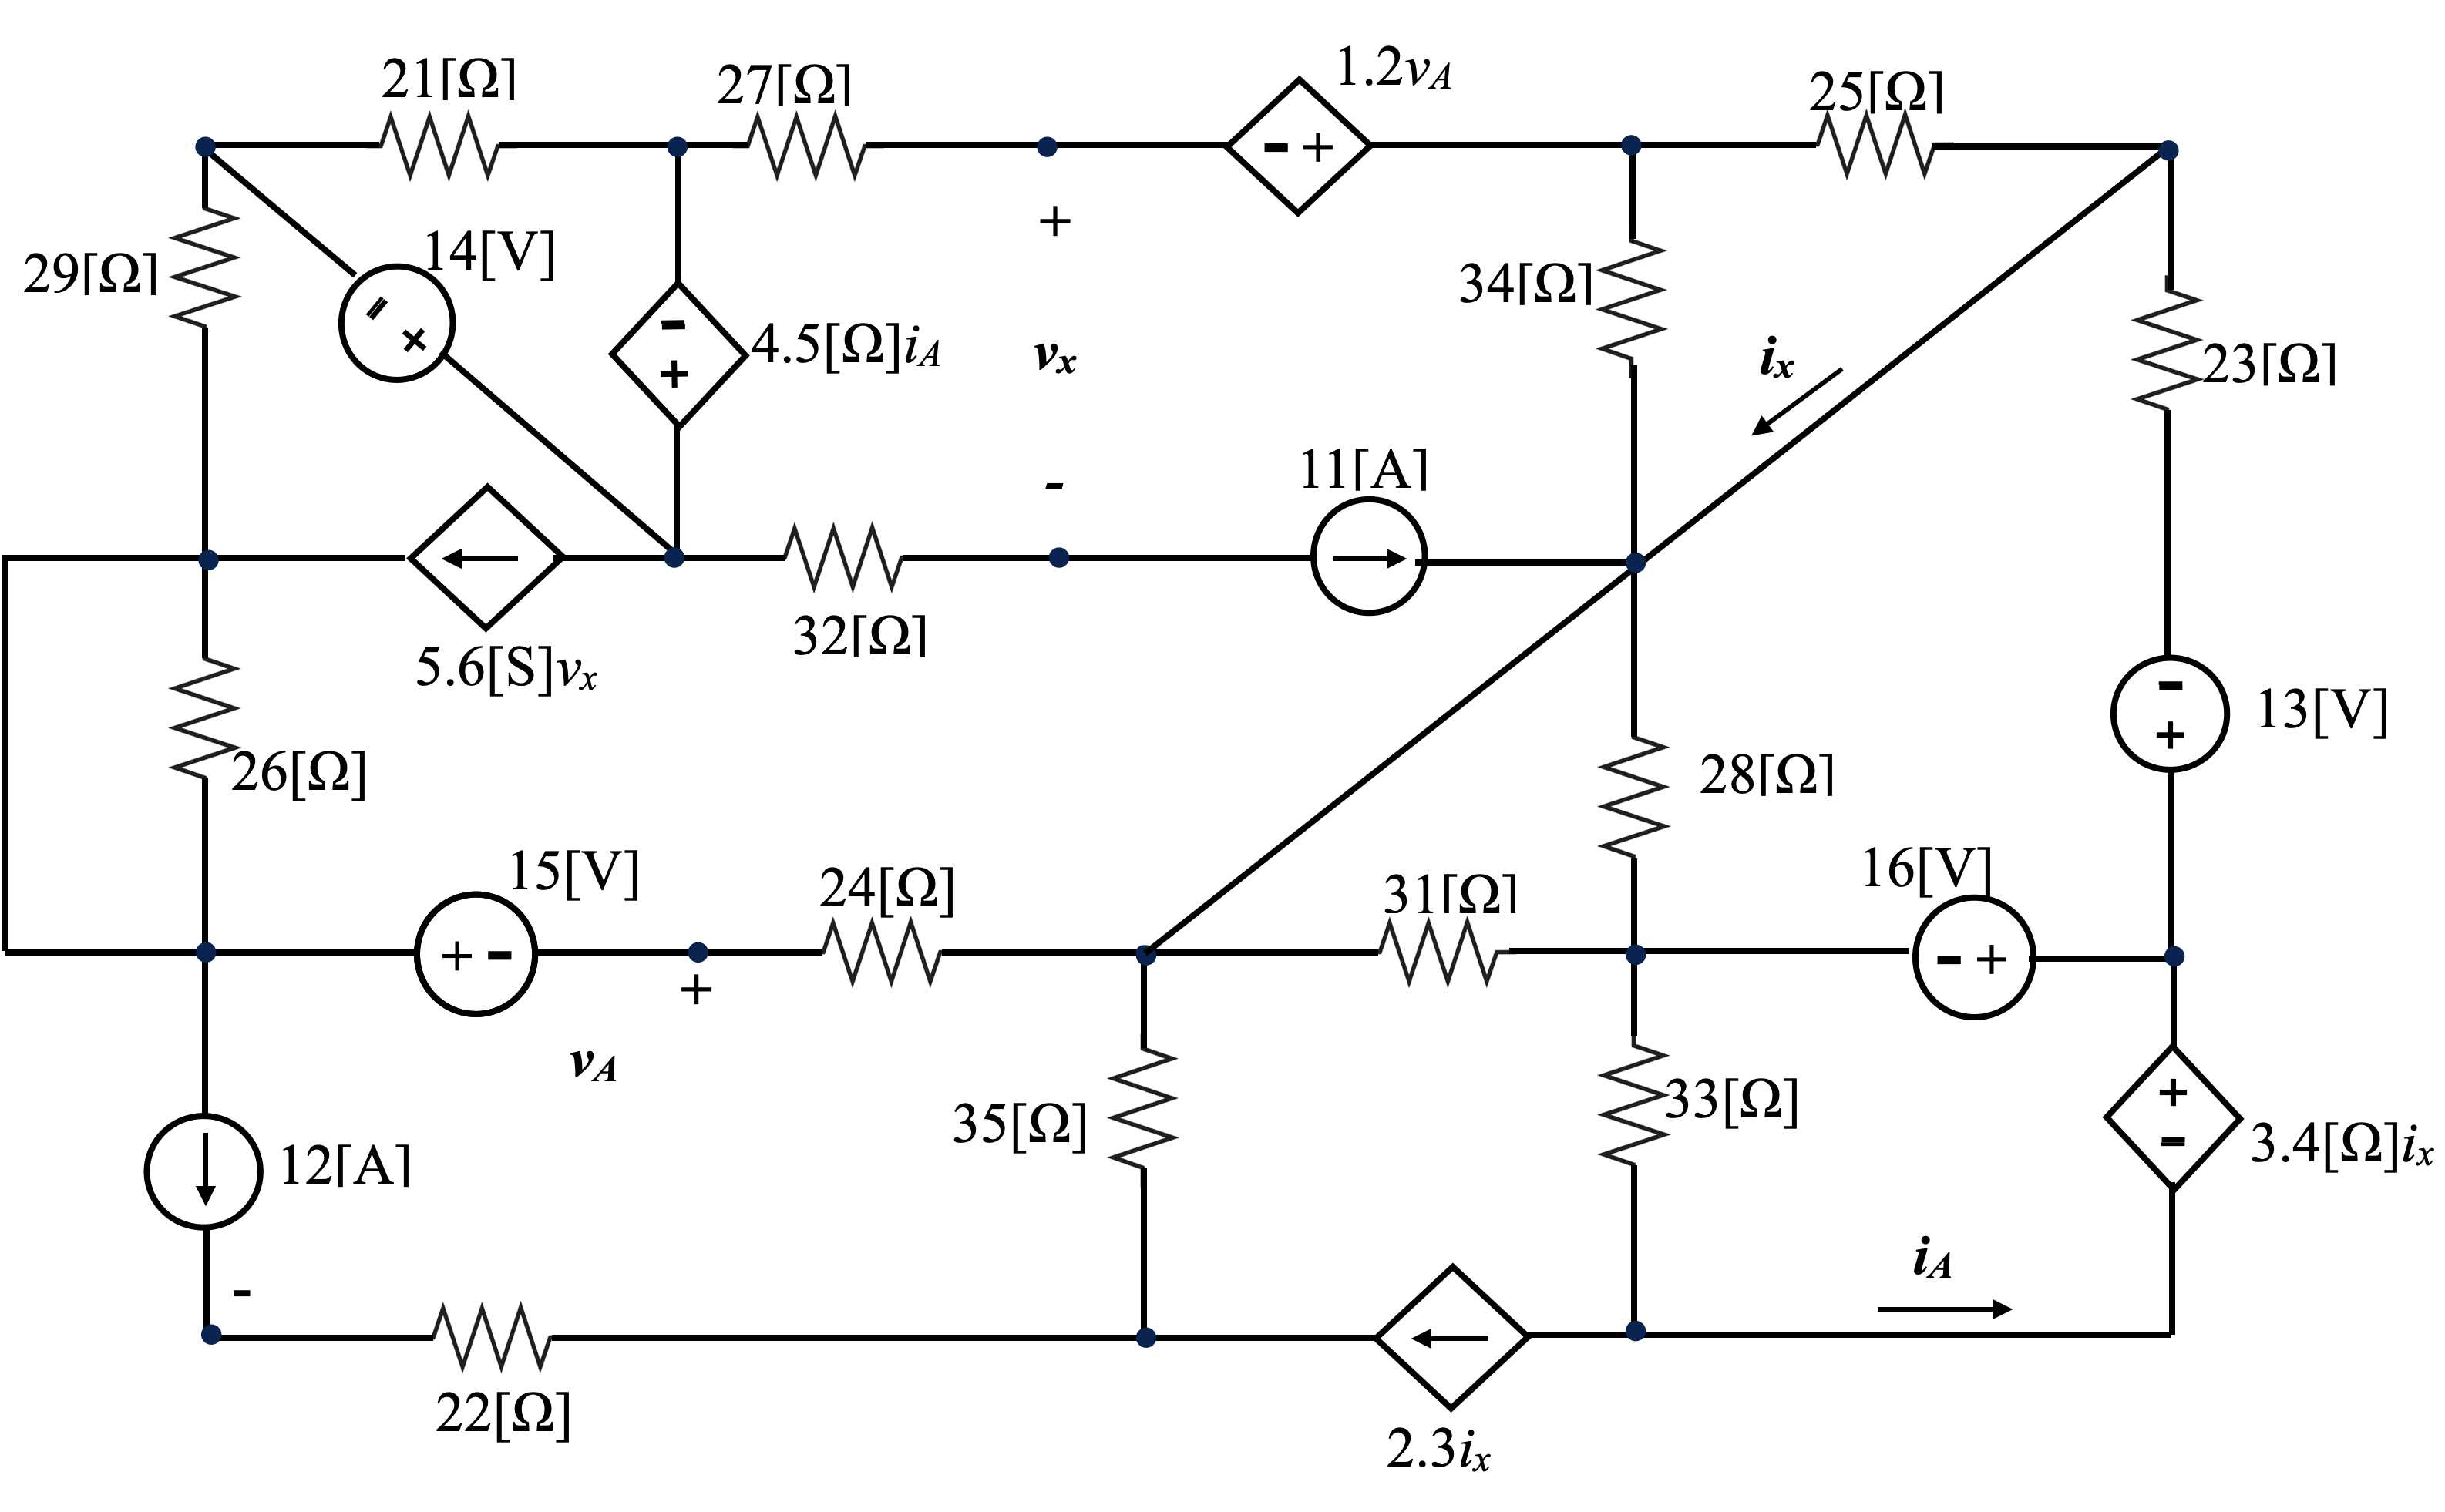 21[Ω]
27[Ω]
1.2vA
25[Ω]
- +
+
29[Ω]
14[V]
-
+
-
+
4.5[Ω]iA
vx
34[Ω]
ix
23[Ω]
-
11[A]
5.6[S]vx
32[Ω]
-
+
13[V]
26[Ω]
28[Ω]
15[V]
24[Ω]
31[Ω]
16[V]
+ -
- +
+
vA
35[Ω]
33[Ω]
+
-
3.4[Ω]ix
12[A]
-
iA
22[Ω]
2.3ix